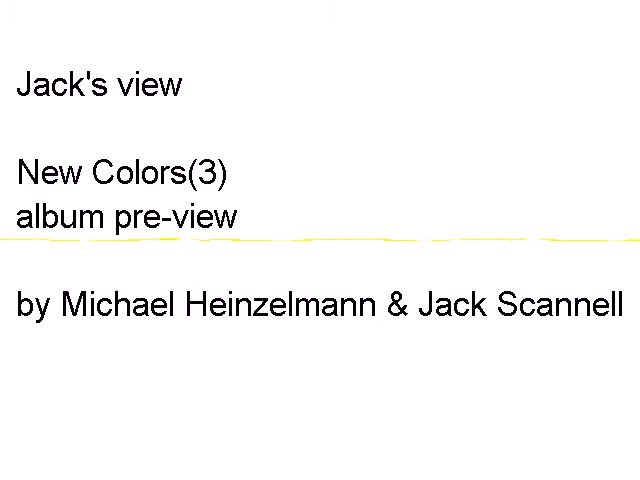 Jack's view
New Colors(3)
album pre-view
by Michael Heinzelmann & Jack Scannell